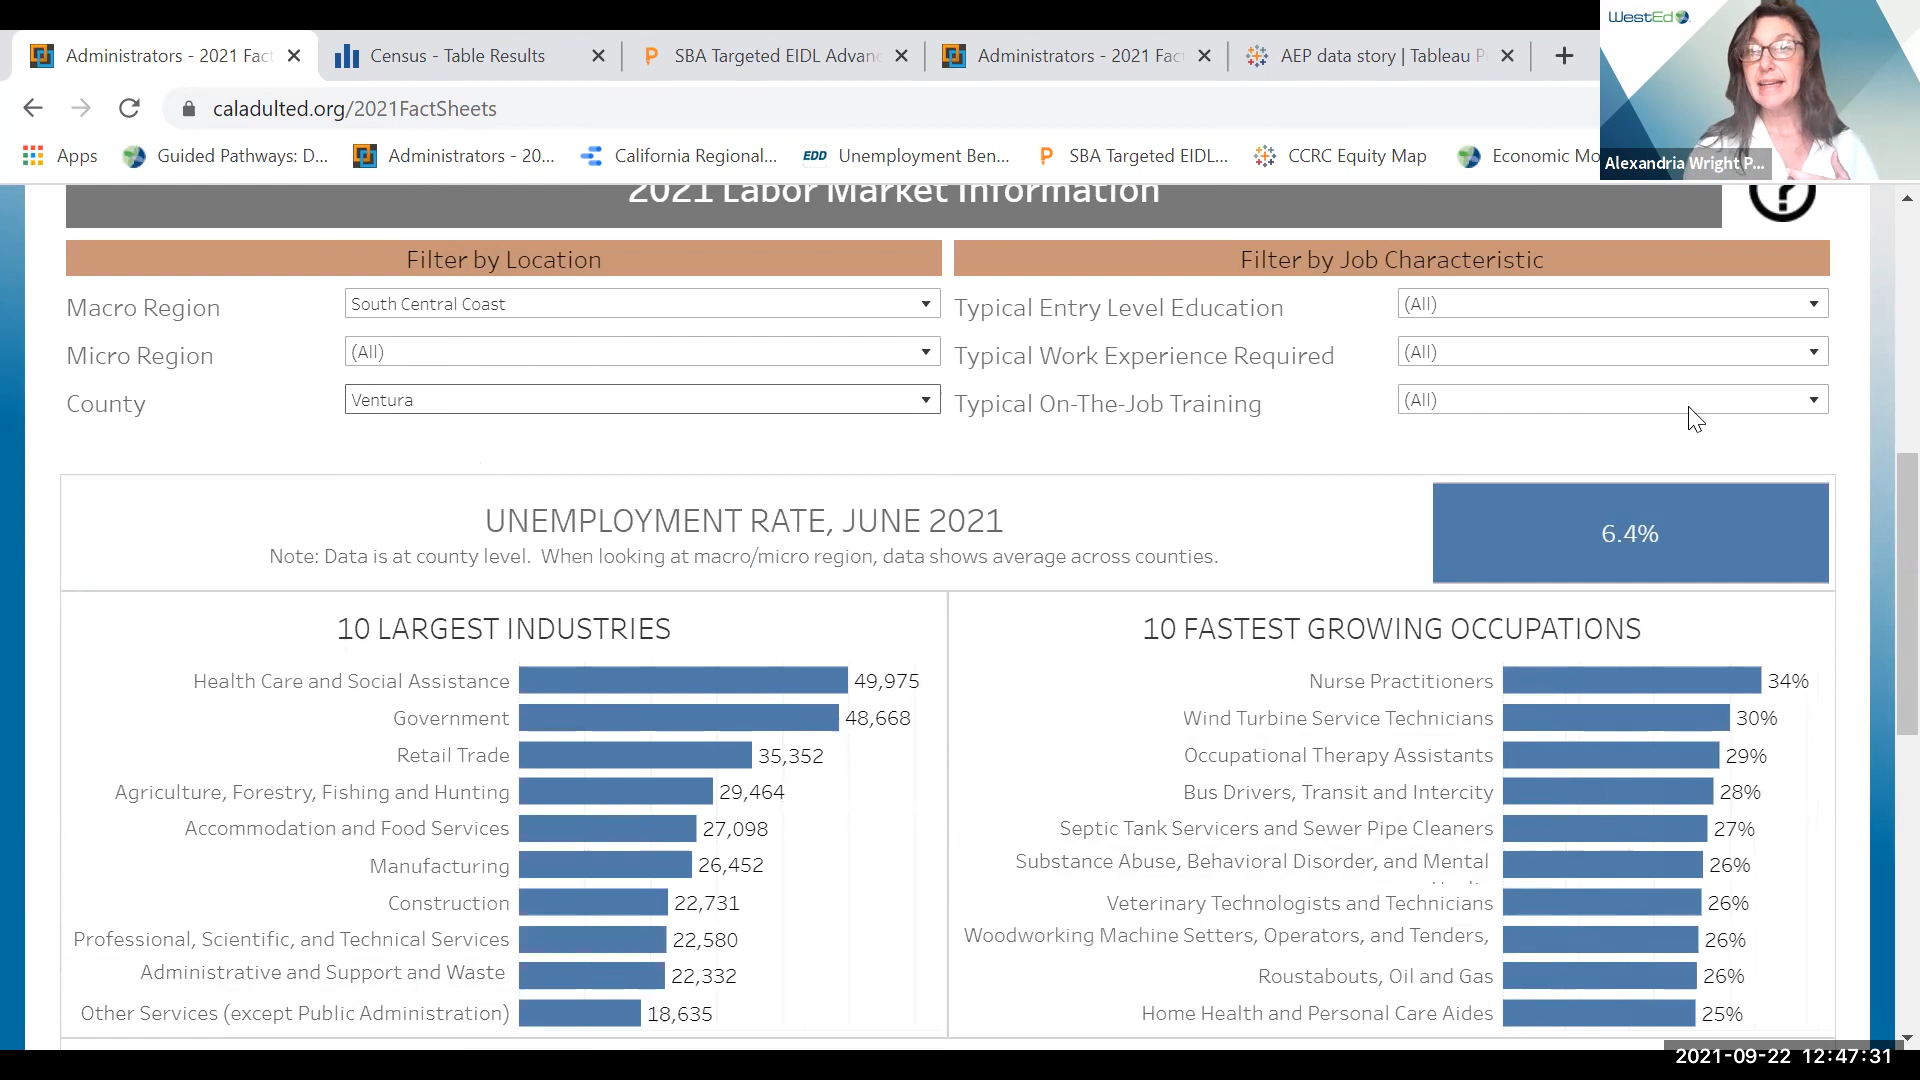 Administrators - 2021 Fact
Census - Table Results
SBA Targeted EIDL Advanc
Administrators - 2021 Fac
AEP data story | Tableau P
WestEd
caladulted.org/2021FactSheets
Apps
Guided Pathways: D...
Administrators - 20...
California Regional...
EDD
Unemployment Ben...
SBA Targeted EIDL...
CCRC Equity Map
Economic Mo
Alexandria Wright P...
2021 Labor Market Information
?
Filter by Location
Filter by Job Characteristic
Macro Region
South Central Coast
Typical Entry Level Education
(All)
Micro Region
(All)
Typical Work Experience Required
(All)
County
Ventura
Typical On-The-Job Training
(All)
UNEMPLOYMENT RATE, JUNE 2021
Note: Data is at county level. When looking at macro/micro region, data shows average across counties.
6.4%
10 LARGEST INDUSTRIES
Health Care and Social Assistance 49,975
Government 48,668
Retail Trade 35,352
Agriculture, Forestry, Fishing and Hunting 29,464
Accommodation and Food Services 27,098
Manufacturing 26,452
Construction 22,731
Professional, Scientific, and Technical Services 22,580
Administrative and Support and Waste 22,332
Other Services (except Public Administration) 18,635
10 FASTEST GROWING OCCUPATIONS
Nurse Practitioners 34%
Wind Turbine Service Technicians 30%
Occupational Therapy Assistants 29%
Bus Drivers, Transit and Intercity 28%
Septic Tank Servicers and Sewer Pipe Cleaners 27%
Substance Abuse, Behavioral Disorder, and Mental 26%
Veterinary Technologists and Technicians 26%
Woodworking Machine Setters, Operators, and Tenders, 26%
Roustabouts, Oil and Gas 26%
Home Health and Personal Care Aides 25%
2021-09-22 12:47:31